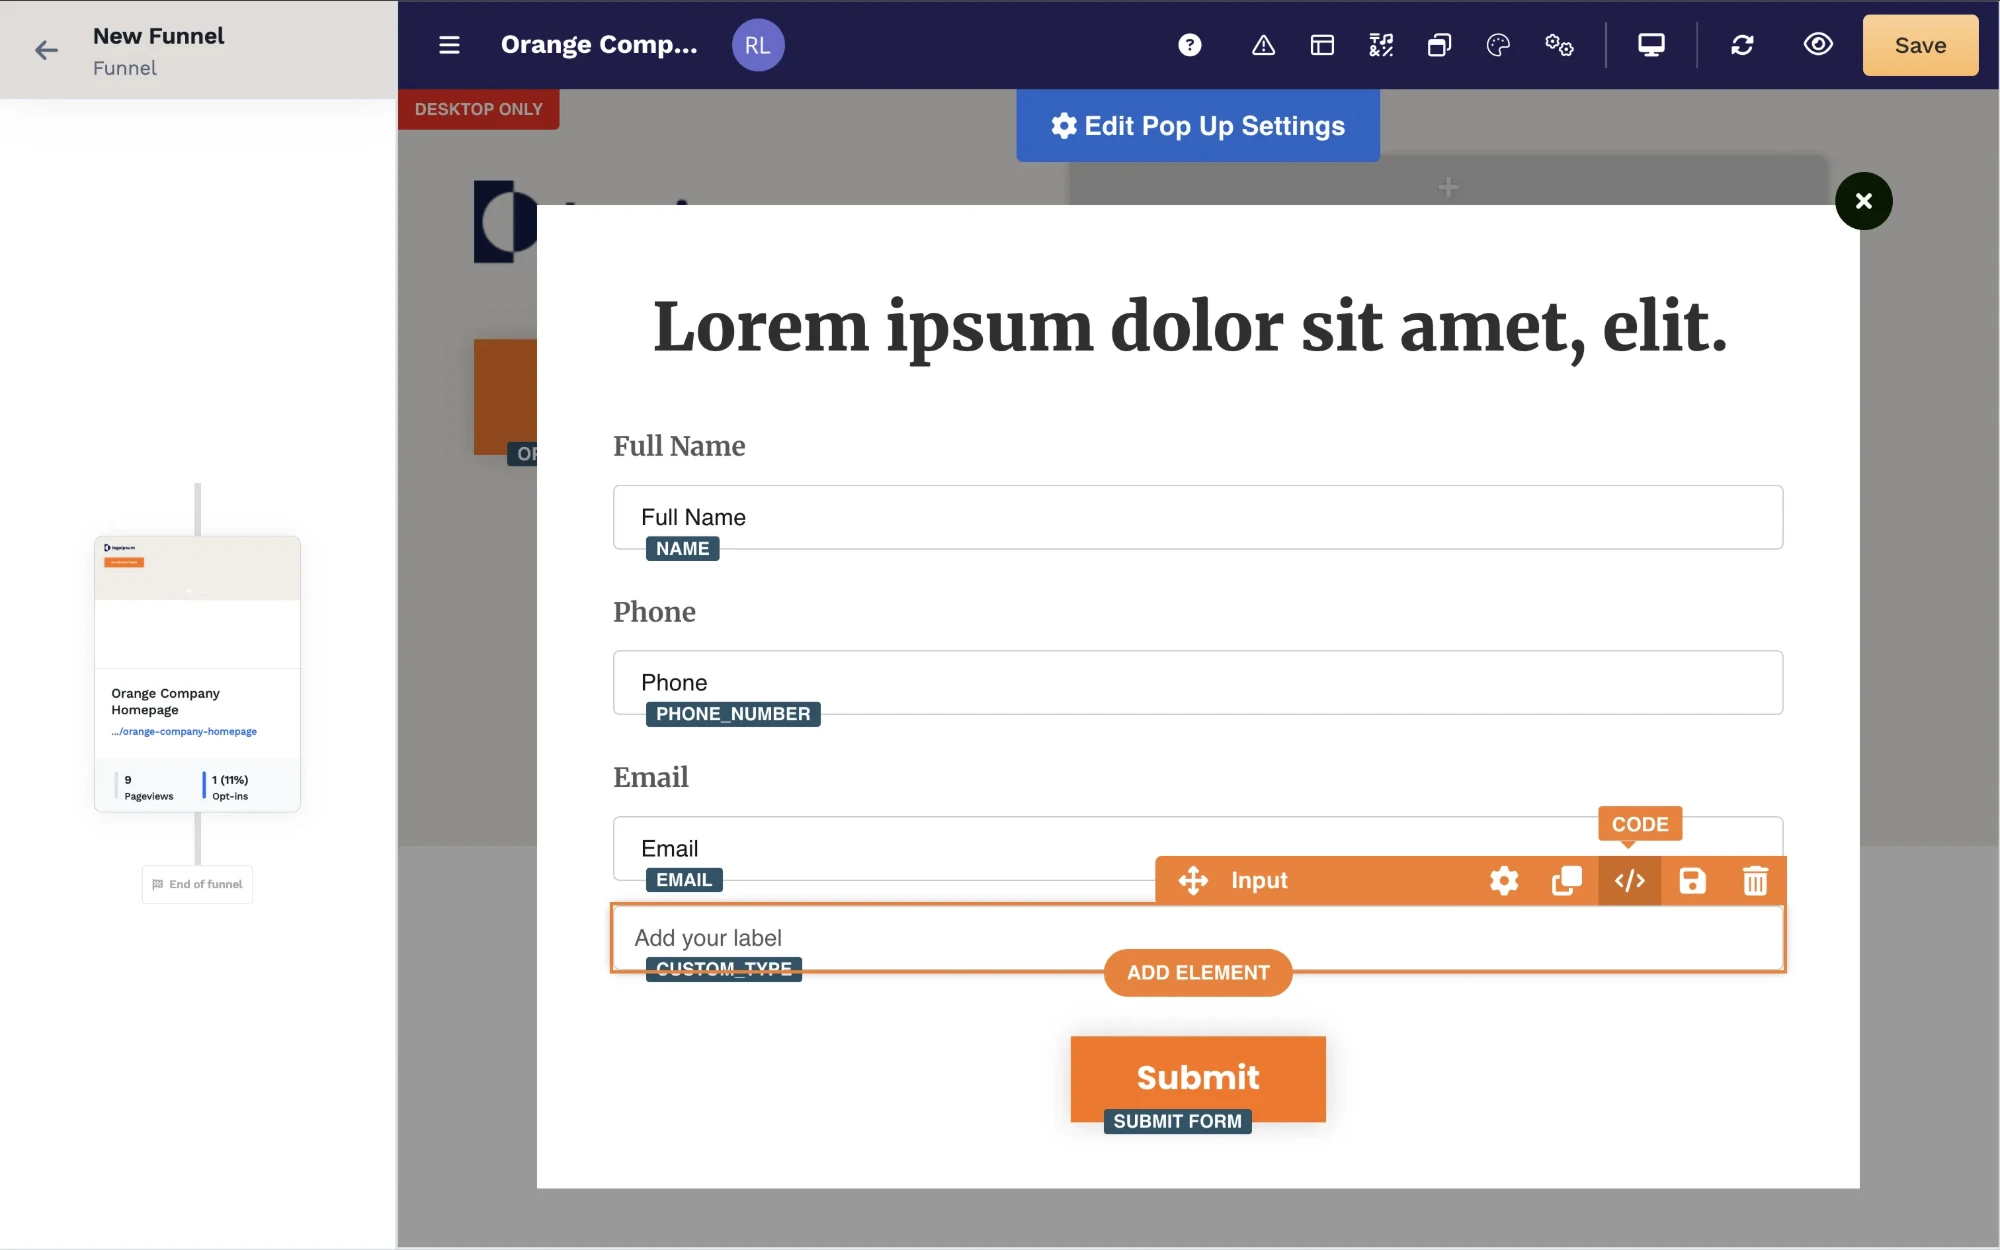 New Funnel
Funnel
Orange Comp...
RL
Save
DESKTOP ONLY
Edit Pop Up Settings
Lorem ipsum dolor sit amet, elit.
Full Name
Full Name
NAME
Phone
Phone
PHONE_NUMBER
Email
Email
EMAIL
CODE
Input
Add your label
CUSTOM_TYPE
ADD ELEMENT
Submit
SUBMIT FORM
logoipsum
Orange Company
Homepage
.../orange-company-homepage
9
Pageviews
1 (11%)
Opt-ins
End of funnel